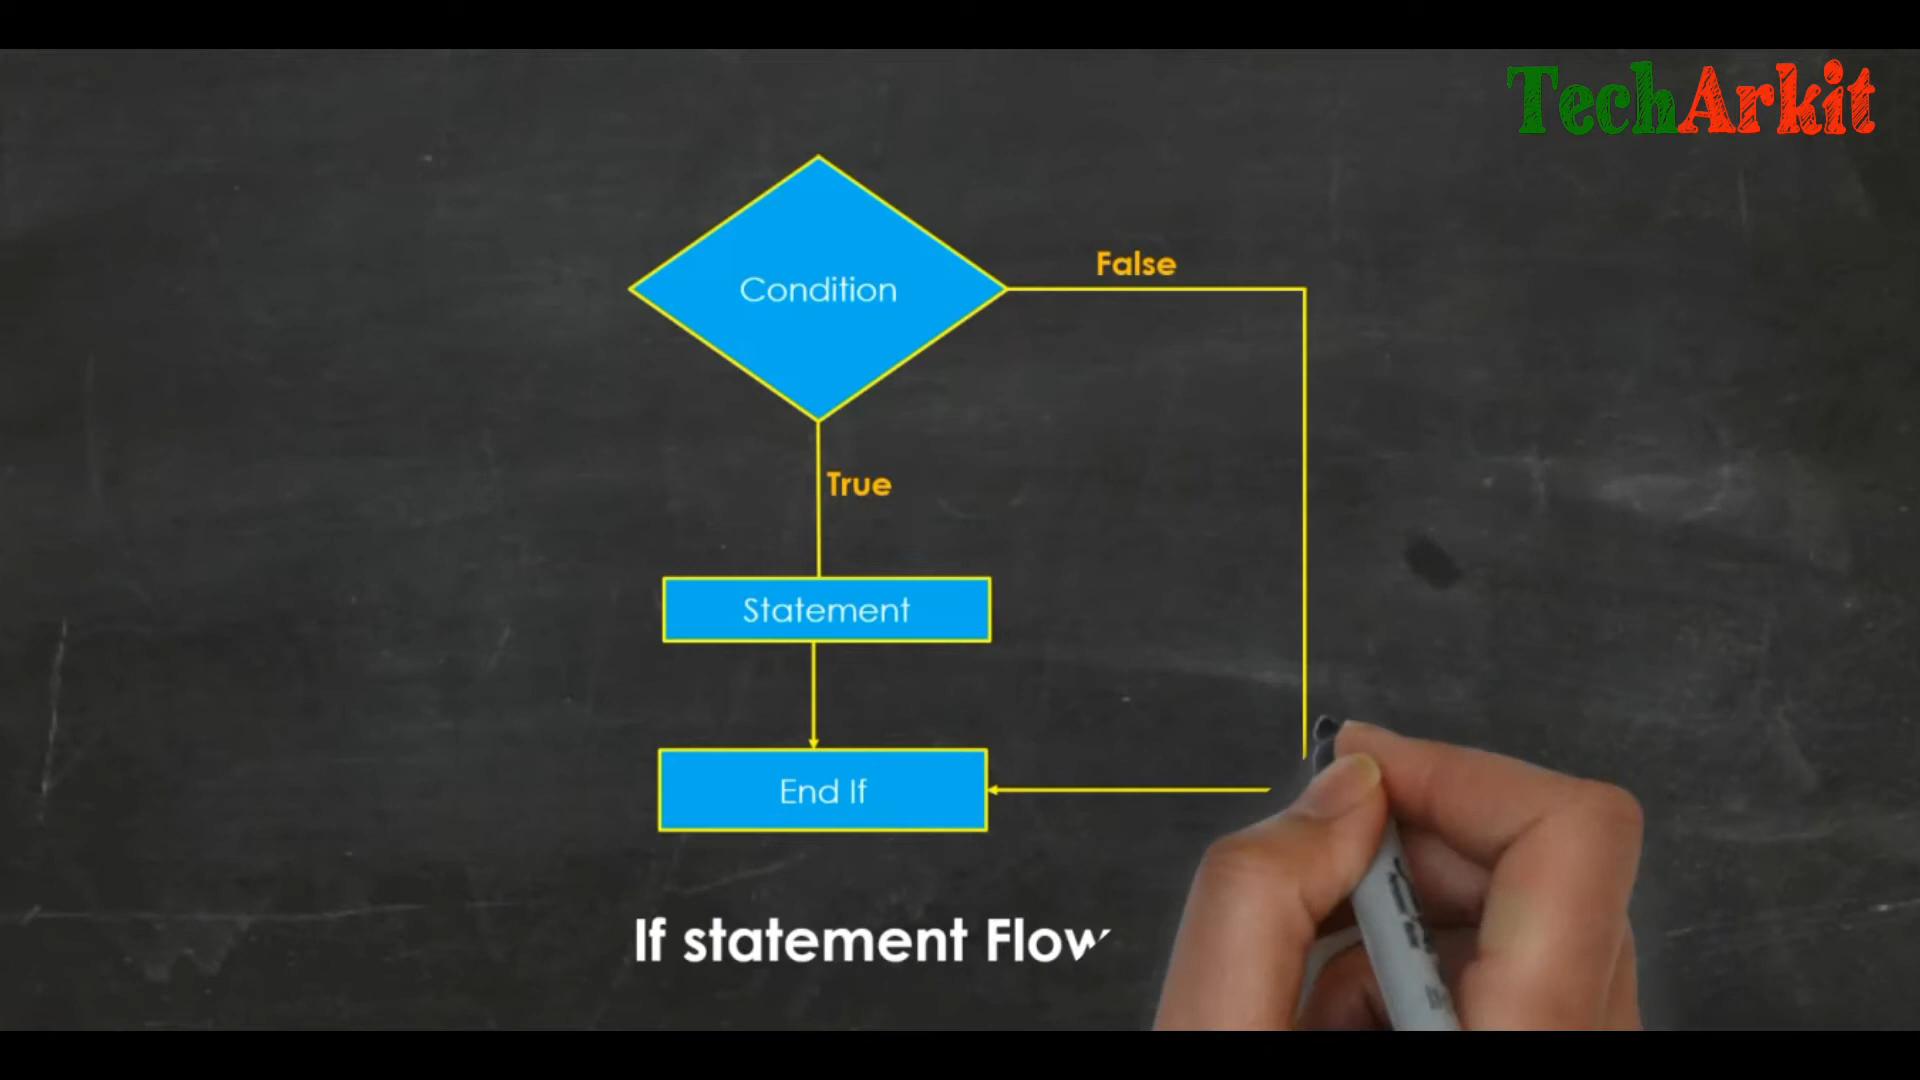 TechArkit
Condition
False
True
Statement
End If
If statement Flow